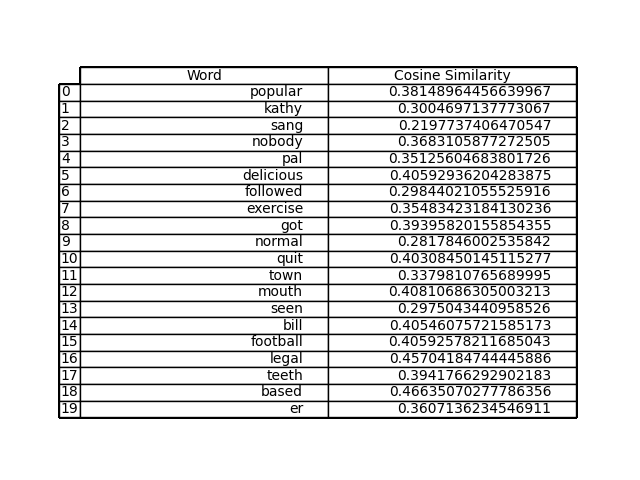 Word Cosine Similarity
0 popular 0.38148964456639967
1 kathy 0.3004697137773067
2 sang 0.2197737406470547
3 nobody 0.3683105877272505
4 pal 0.35125604683801726
5 delicious 0.40592936204283875
6 followed 0.29844021055525916
7 exercise 0.35483423184130236
8 got 0.39395820155854355
9 normal 0.2817846002535842
10 quit 0.40308450145115277
11 town 0.3379810765689995
12 mouth 0.40810686305003213
13 seen 0.2975043440958526
14 bill 0.40546075721585173
15 football 0.40592578211685043
16 legal 0.45704184744445886
17 teeth 0.3941766292902183
18 based 0.46635070277786356
19 er 0.3607136234546911